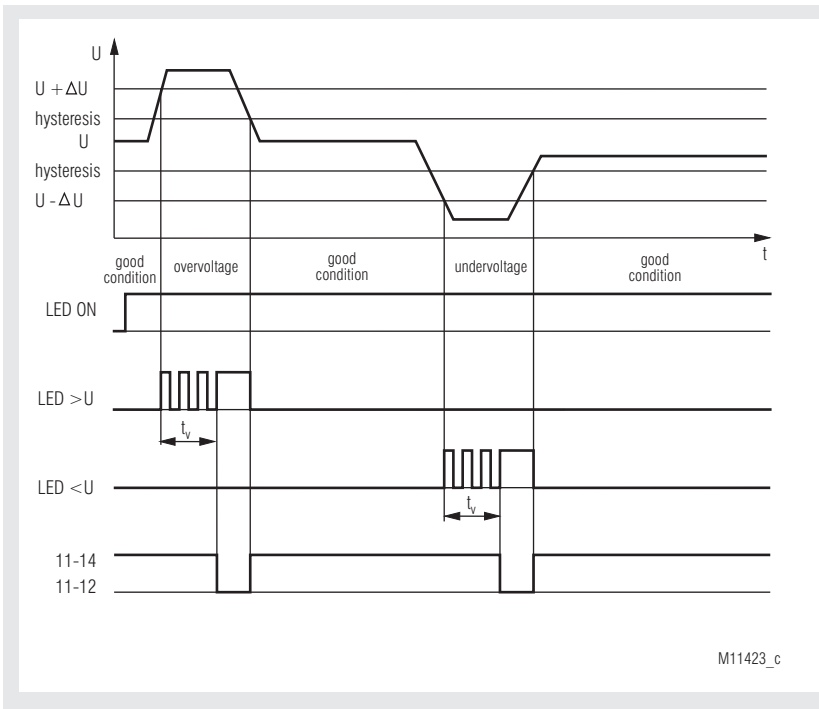 U
U + ΔU
hysteresis
U
hysteresis
U - ΔU
t
good
condition
overvoltage
good
condition
undervoltage
good
condition
LED ON
LED >U
tv
LED <U
tv
11-14
11-12
M11423_c